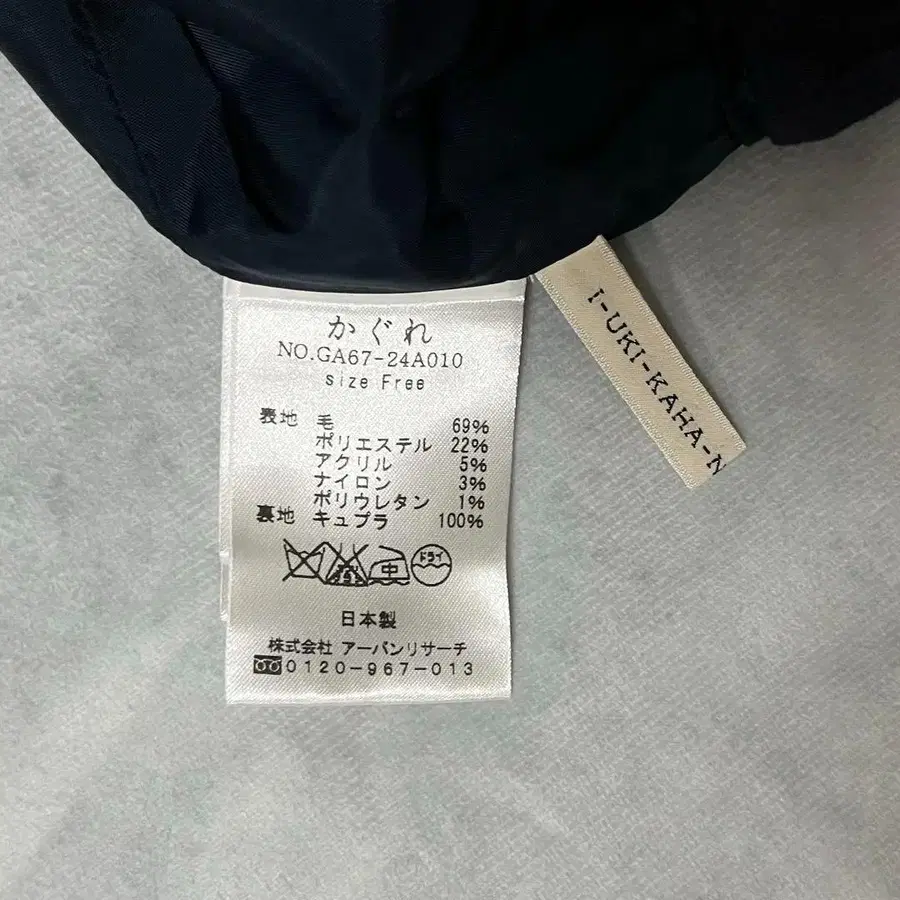 かぐれ
NO.GA67-24A010
size Free
表地 毛 69%
ポリエステル 22%
アクリル 5%
ナイロン 3%
ポリウレタン 1%
裏地 キュプラ 100%
中 ドライ
日本製
株式会社 アーバンリサーチ
0120-967-013
I-UKI-KAHA-N